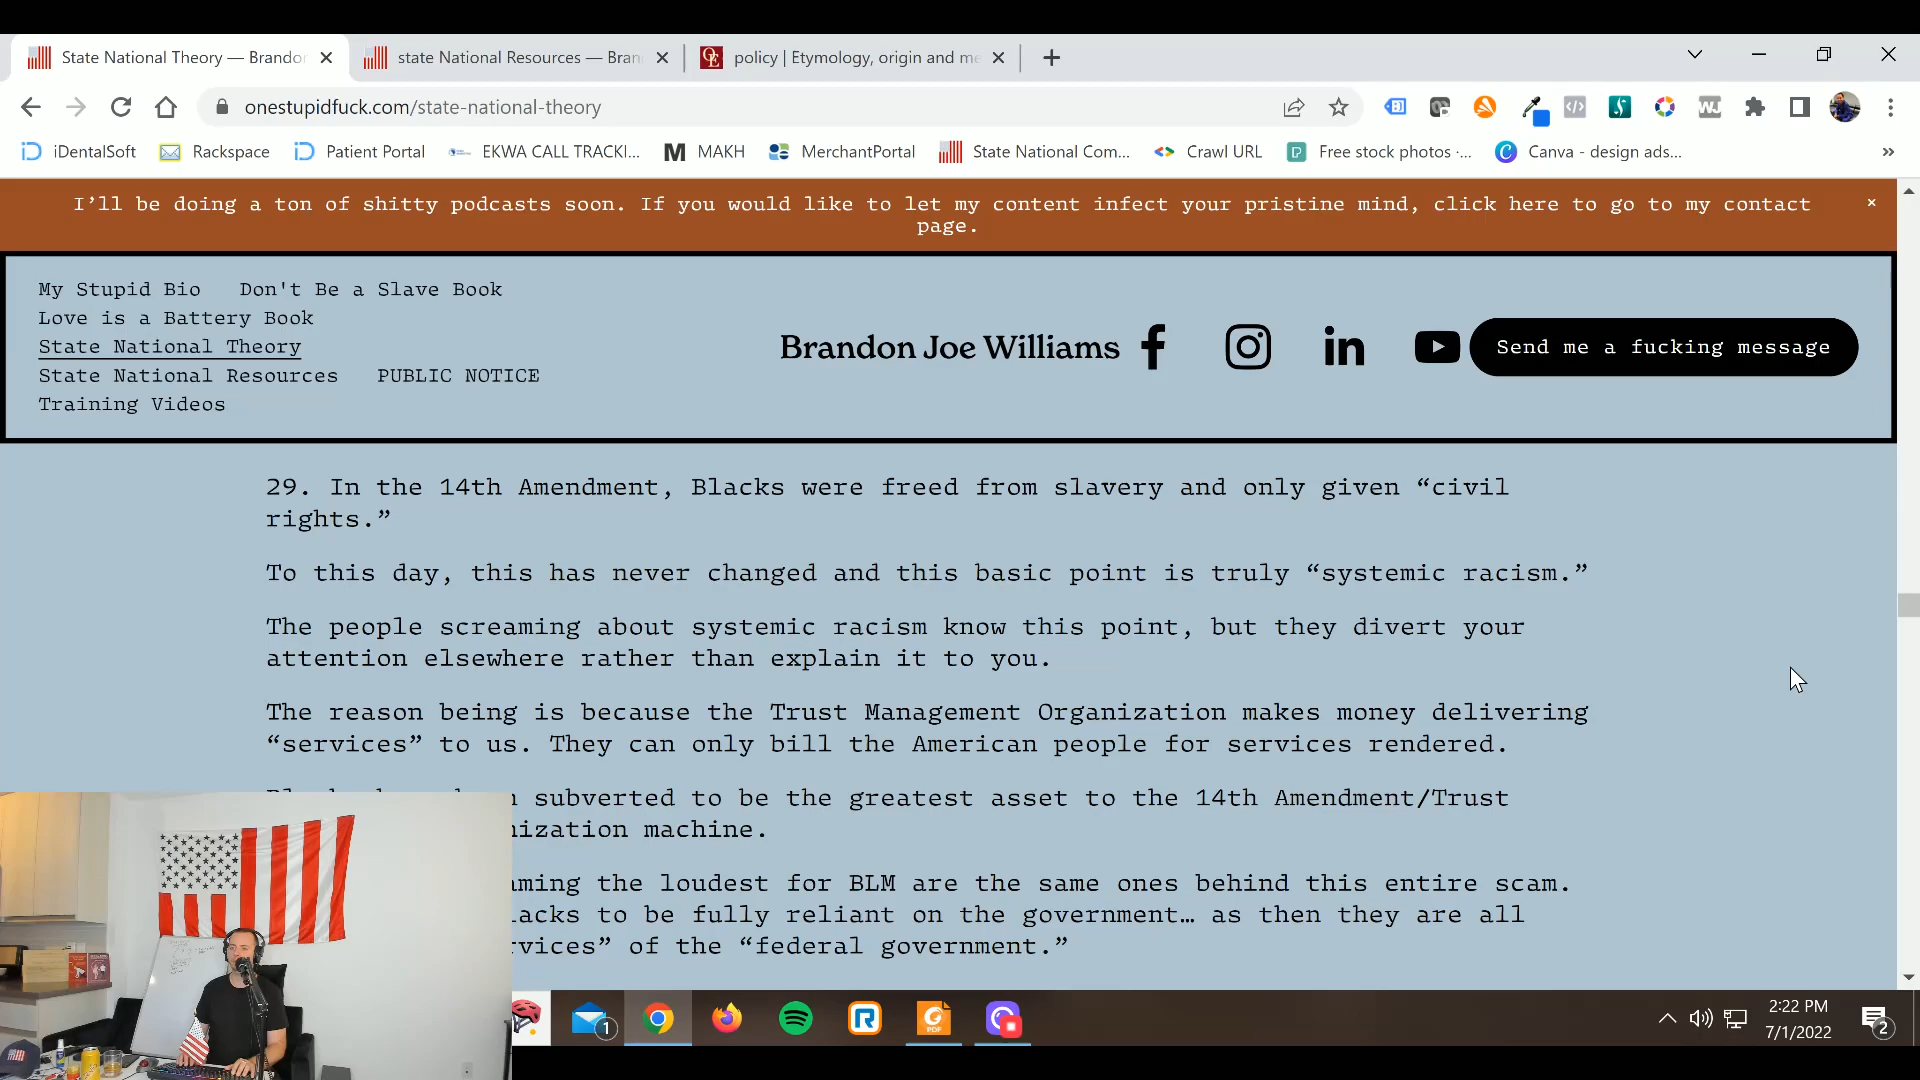 State National Theory — Brandon
state National Resources — Bran
policy | Etymology, origin and me
onestupidfuck.com/state-national-theory
iDentalSoft
Rackspace
Patient Portal
EKWA CALL TRACKI...
MAKH
MerchantPortal
State National Com...
Crawl URL
Free stock photos ·...
Canva - design ads...
I’ll be doing a ton of shitty podcasts soon. If you would like to let my content infect your pristine mind, click here to go to my contact
page.
My Stupid Bio Don't Be a Slave Book
Love is a Battery Book
State National Theory
State National Resources PUBLIC NOTICE
Training Videos
Brandon Joe Williams
Send me a fucking message
29. In the 14th Amendment, Blacks were freed from slavery and only given “civil
rights.”
To this day, this has never changed and this basic point is truly “systemic racism.”
The people screaming about systemic racism know this point, but they divert your
attention elsewhere rather than explain it to you.
The reason being is because the Trust Management Organization makes money delivering
“services” to us. They can only bill the American people for services rendered.
subverted to be the greatest asset to the 14th Amendment/Trust
nization machine.
aming the loudest for BLM are the same ones behind this entire scam.
lacks to be fully reliant on the government… as then they are all
rvices” of the “federal government.”
1
PDF
2:22 PM
7/1/2022
2